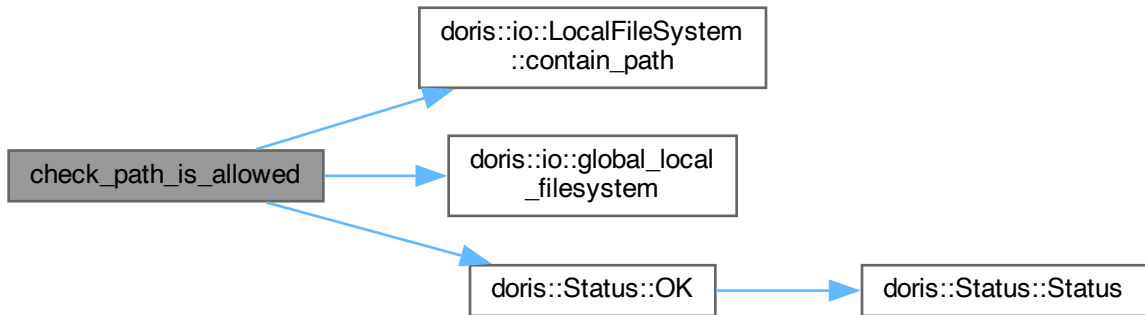 doris::io::LocalFileSystem
::contain_path
check_path_is_allowed
doris::io::global_local
_filesystem
doris::Status::OK
doris::Status::Status